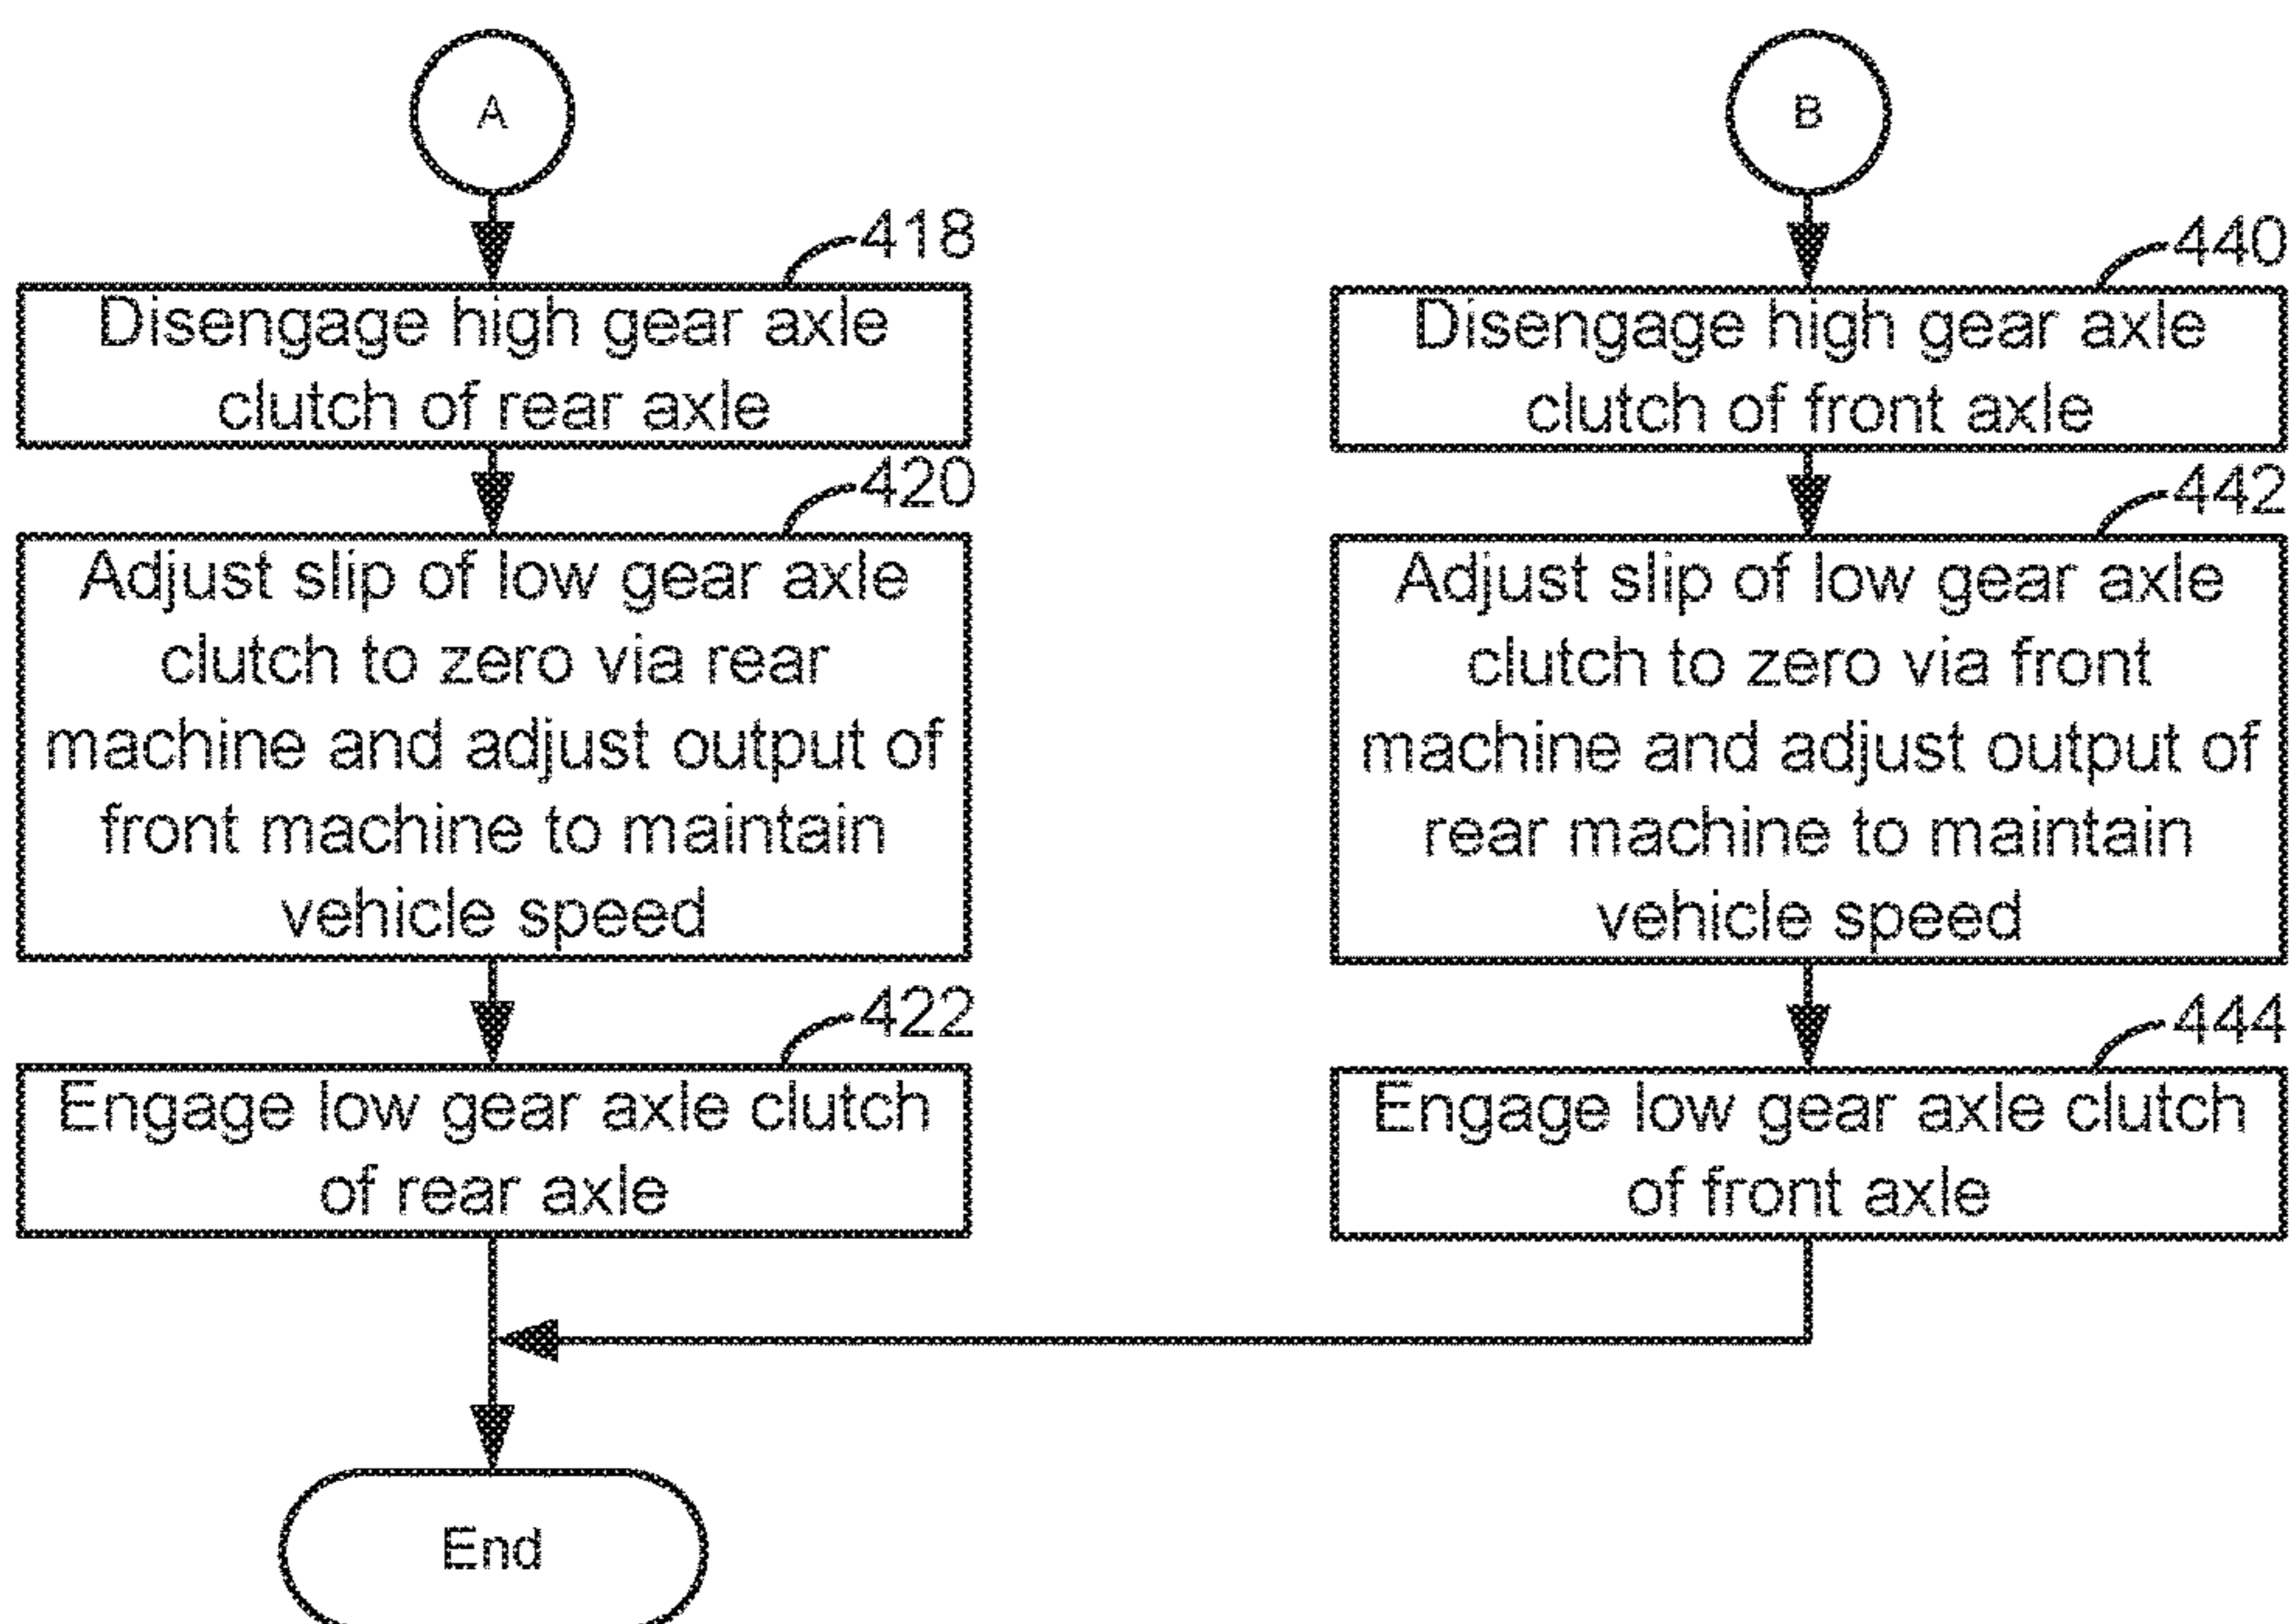 A
418
Disengage high gear axle
clutch of rear axle
420
Adjust slip of low gear axle
clutch to zero via rear
machine and adjust output of
front machine to maintain
vehicle speed
422
Engage low gear axle clutch
of rear axle
End
B
440
Disengage high gear axle
clutch of front axle
442
Adjust slip of low gear axle
clutch to zero via front
machine and adjust output of
rear machine to maintain
vehicle speed
444
Engage low gear axle clutch
of front axle